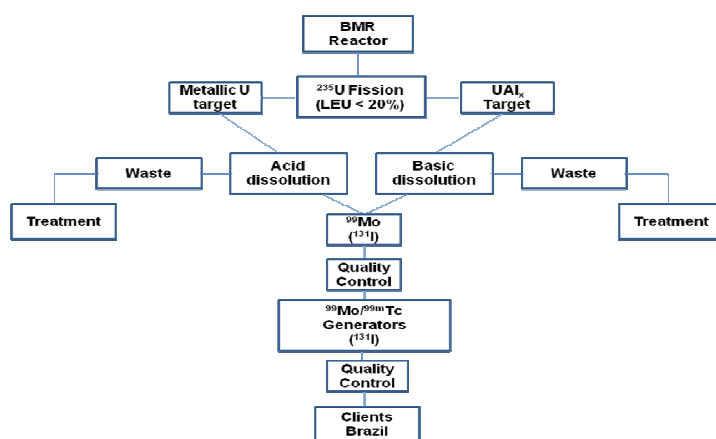 BMR
Reactor
Metallic U
target
²³⁵U Fission
(LEU < 20%)
UAlₓ
Target
Waste
Acid
dissolution
Basic
dissolution
Waste
Treatment
⁹⁹Mo
(¹³¹I)
Treatment
Quality
Control
⁹⁹Mo/⁹⁹ᵐTc
Generators
(¹³¹I)
Quality
Control
Clients
Brazil